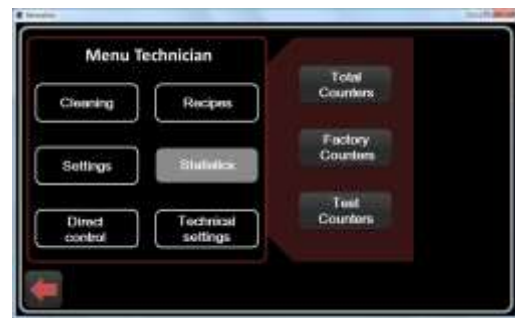 Menu Technician
Cleaning
Recipes
Settings
Statistics
Direct
control
Technical
settings
Total
Counters
Factory
Counters
Test
Counters